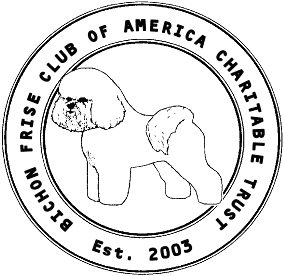 BICHON FRISE CLUB OF AMERICA CHARITABLE TRUST
Est. 2003